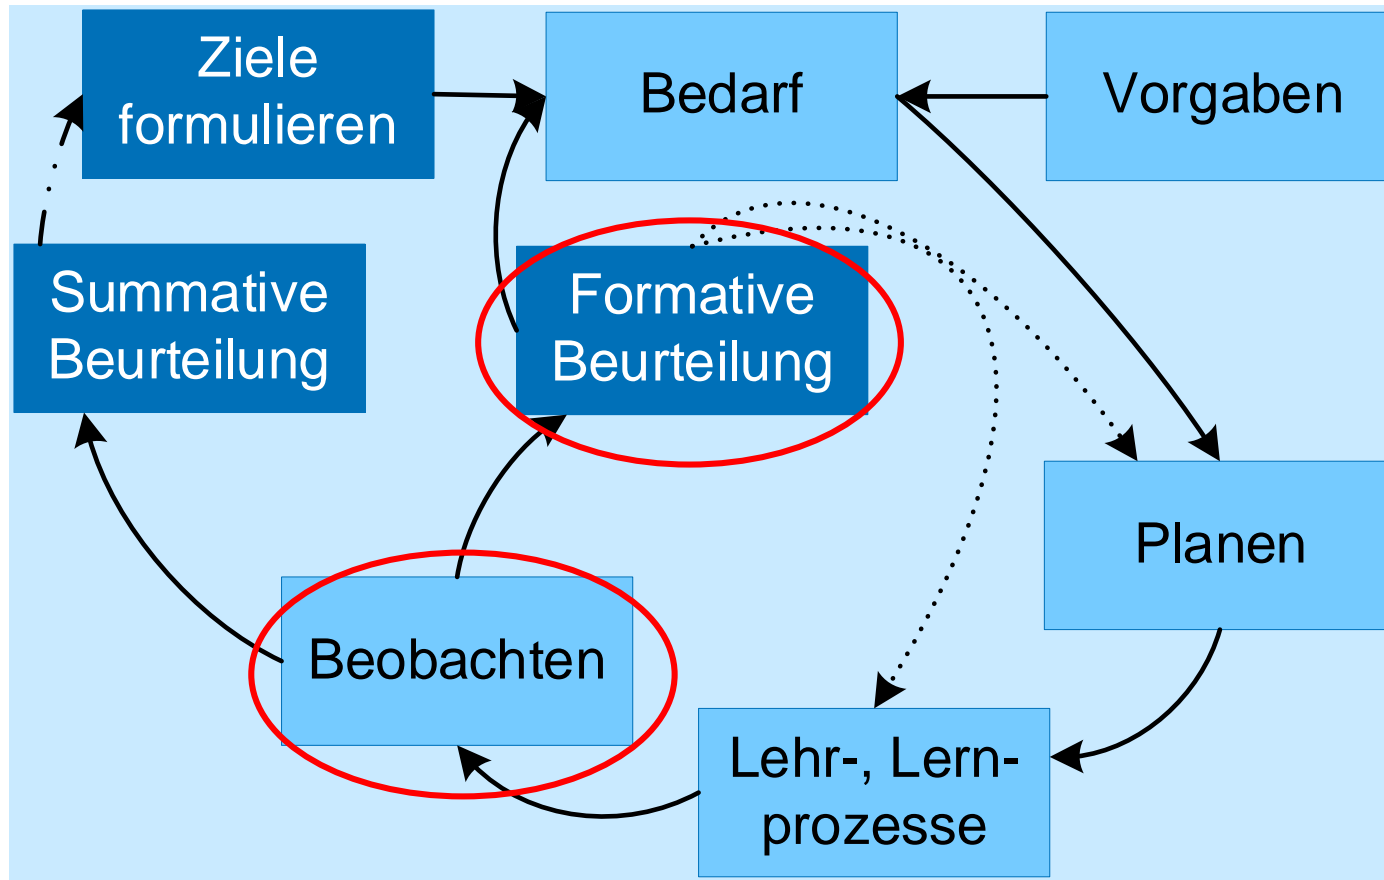 Ziele
formulieren
Bedarf
Vorgaben
Summative
Beurteilung
Formative
Beurteilung
Planen
Beobachten
Lehr-, Lern-
prozesse